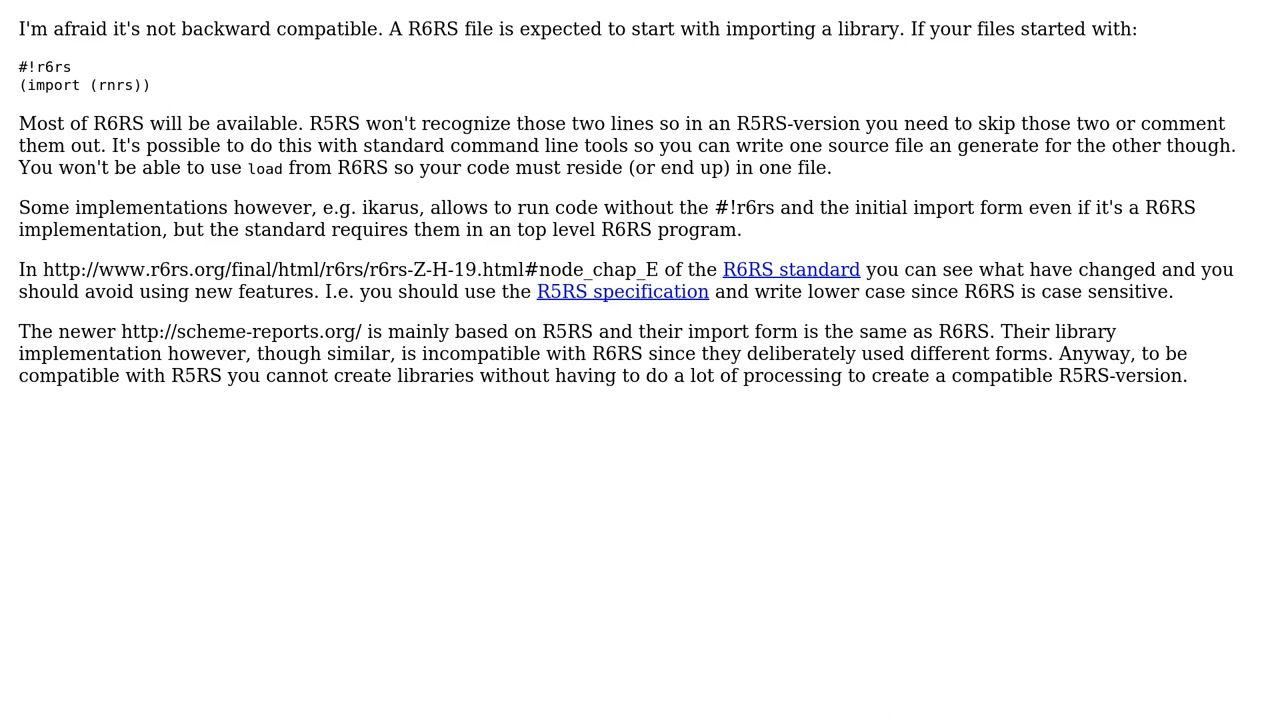 I'm afraid it's not backward compatible. A R6RS file is expected to start with importing a library. If your files started with:
#!r6rs
(import (rnrs))
Most of R6RS will be available. R5RS won't recognize those two lines so in an R5RS-version you need to skip those two or comment
them out. It's possible to do this with standard command line tools so you can write one source file an generate for the other though.
You won't be able to use load from R6RS so your code must reside (or end up) in one file.
Some implementations however, e.g. ikarus, allows to run code without the #!r6rs and the initial import form even if it's a R6RS
implementation, but the standard requires them in an top level R6RS program.
In http://www.r6rs.org/final/html/r6rs/r6rs-Z-H-19.html#node_chap_E of the R6RS standard you can see what have changed and you
should avoid using new features. I.e. you should use the R5RS specification and write lower case since R6RS is case sensitive.
The newer http://scheme-reports.org/ is mainly based on R5RS and their import form is the same as R6RS. Their library
implementation however, though similar, is incompatible with R6RS since they deliberately used different forms. Anyway, to be
compatible with R5RS you cannot create libraries without having to do a lot of processing to create a compatible R5RS-version.